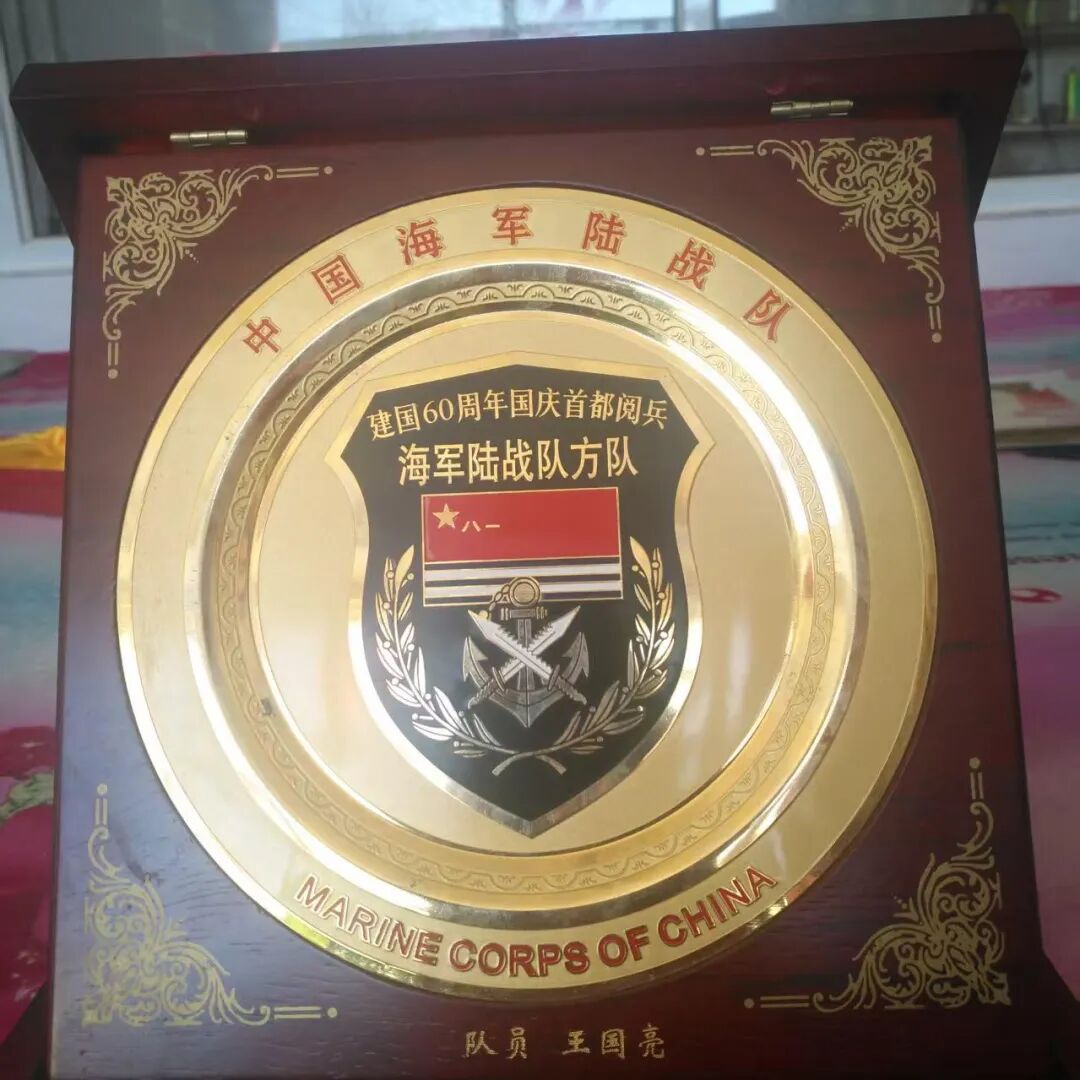 中国海军陆战队
建国60周年国庆首都阅兵
海军陆战队方队
八一
MARINE CORPS OF CHINA
队员 王国亮